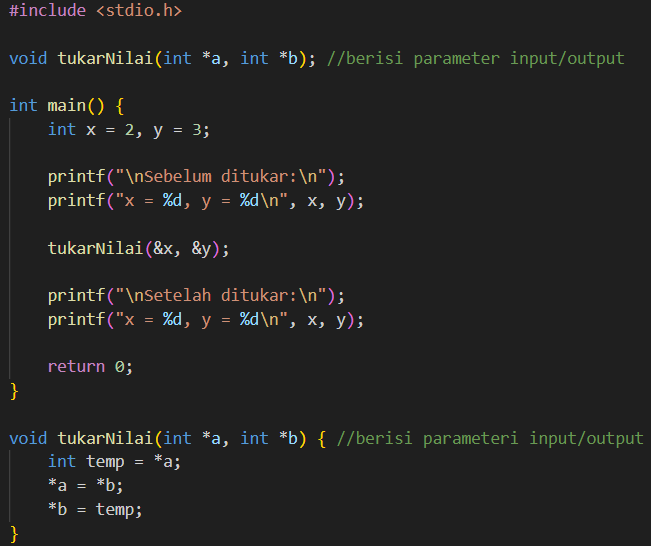 #include <stdio.h>
void tukarNilai(int *a, int *b); //berisi parameter input/output
int main() {
int x = 2, y = 3;
printf("\nSebelum ditukar:\n");
printf("x = %d, y = %d\n", x, y);
tukarNilai(&x, &y);
printf("\nSetelah ditukar:\n");
printf("x = %d, y = %d\n", x, y);
return 0;
}
void tukarNilai(int *a, int *b) { //berisi parameteri input/output
int temp = *a;
*a = *b;
*b = temp;
}